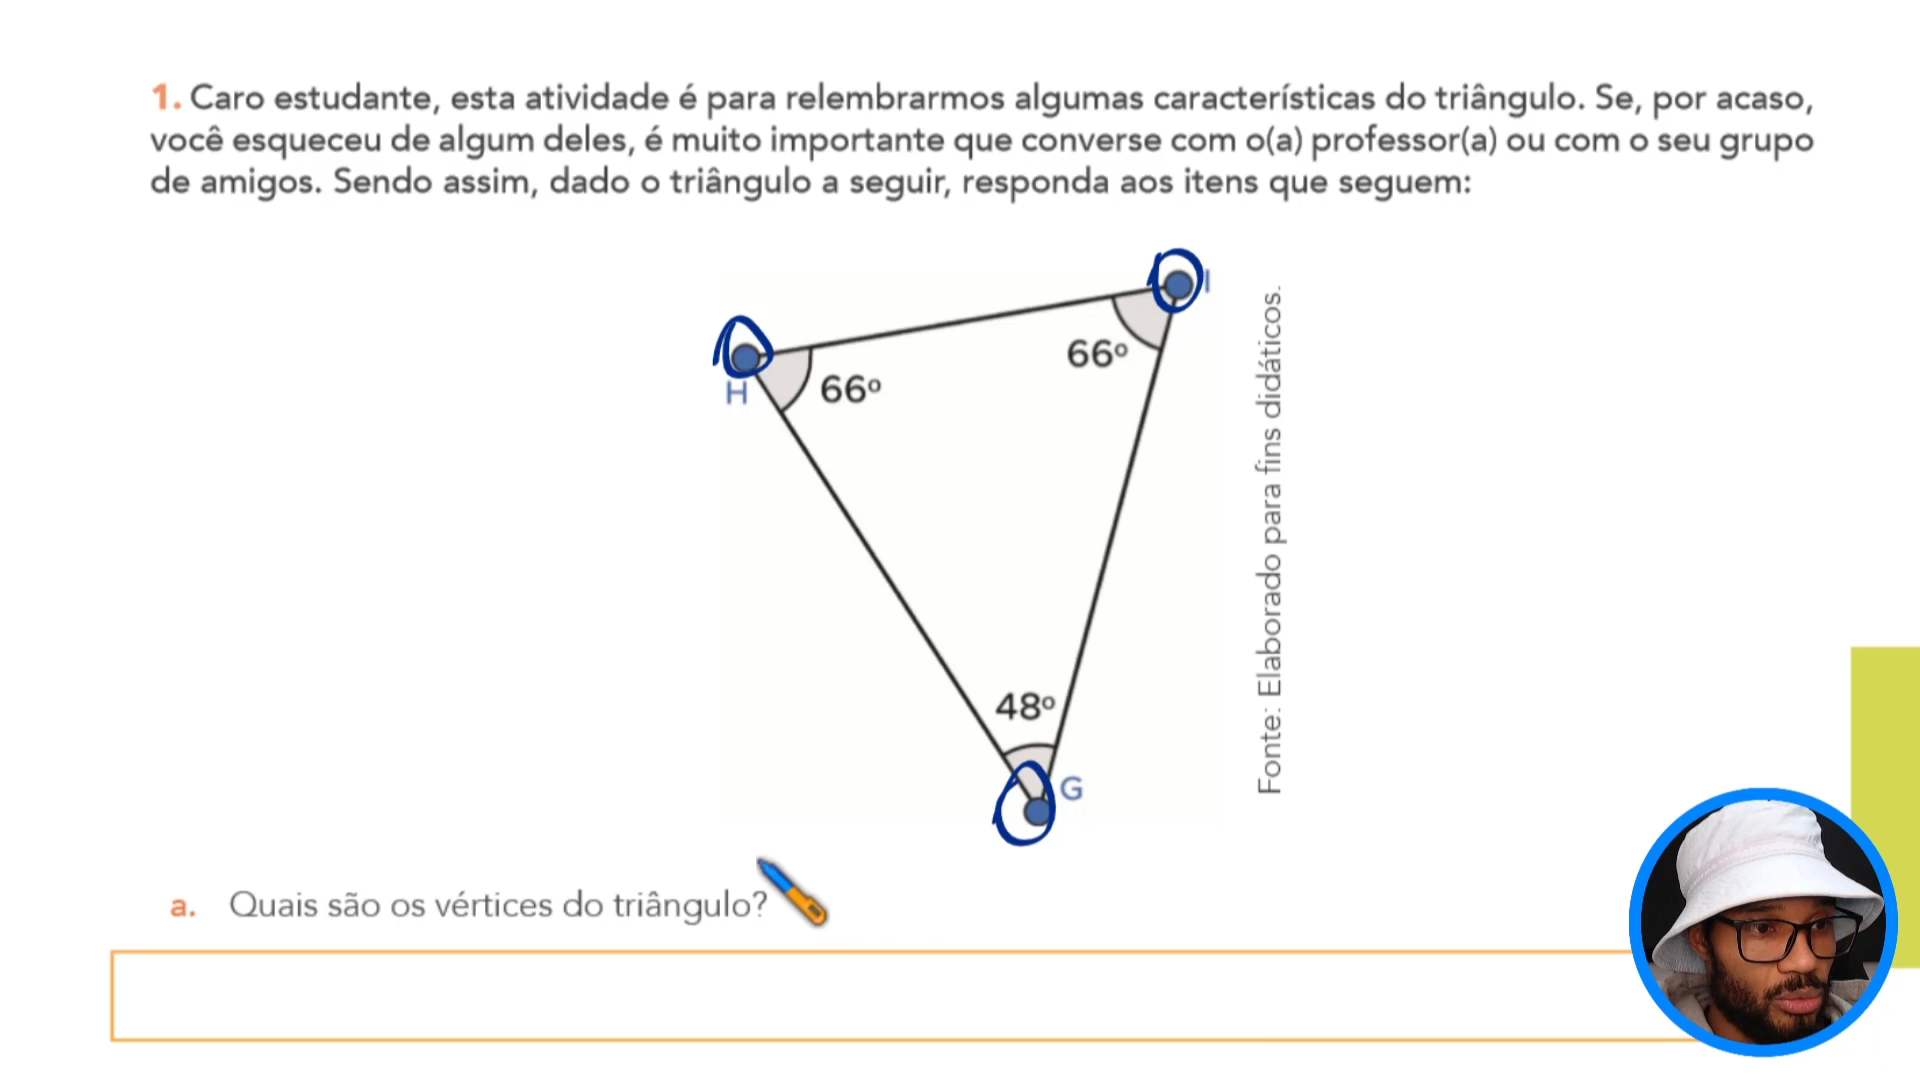 1. Caro estudante, esta atividade é para relembrarmos algumas características do triângulo. Se, por acaso,
você esqueceu de algum deles, é muito importante que converse com o(a) professor(a) ou com o seu grupo
de amigos. Sendo assim, dado o triângulo a seguir, responda aos itens que seguem:
I
66º
H
66º
48º
G
Fonte: Elaborado para fins didáticos.
a. Quais são os vértices do triângulo?